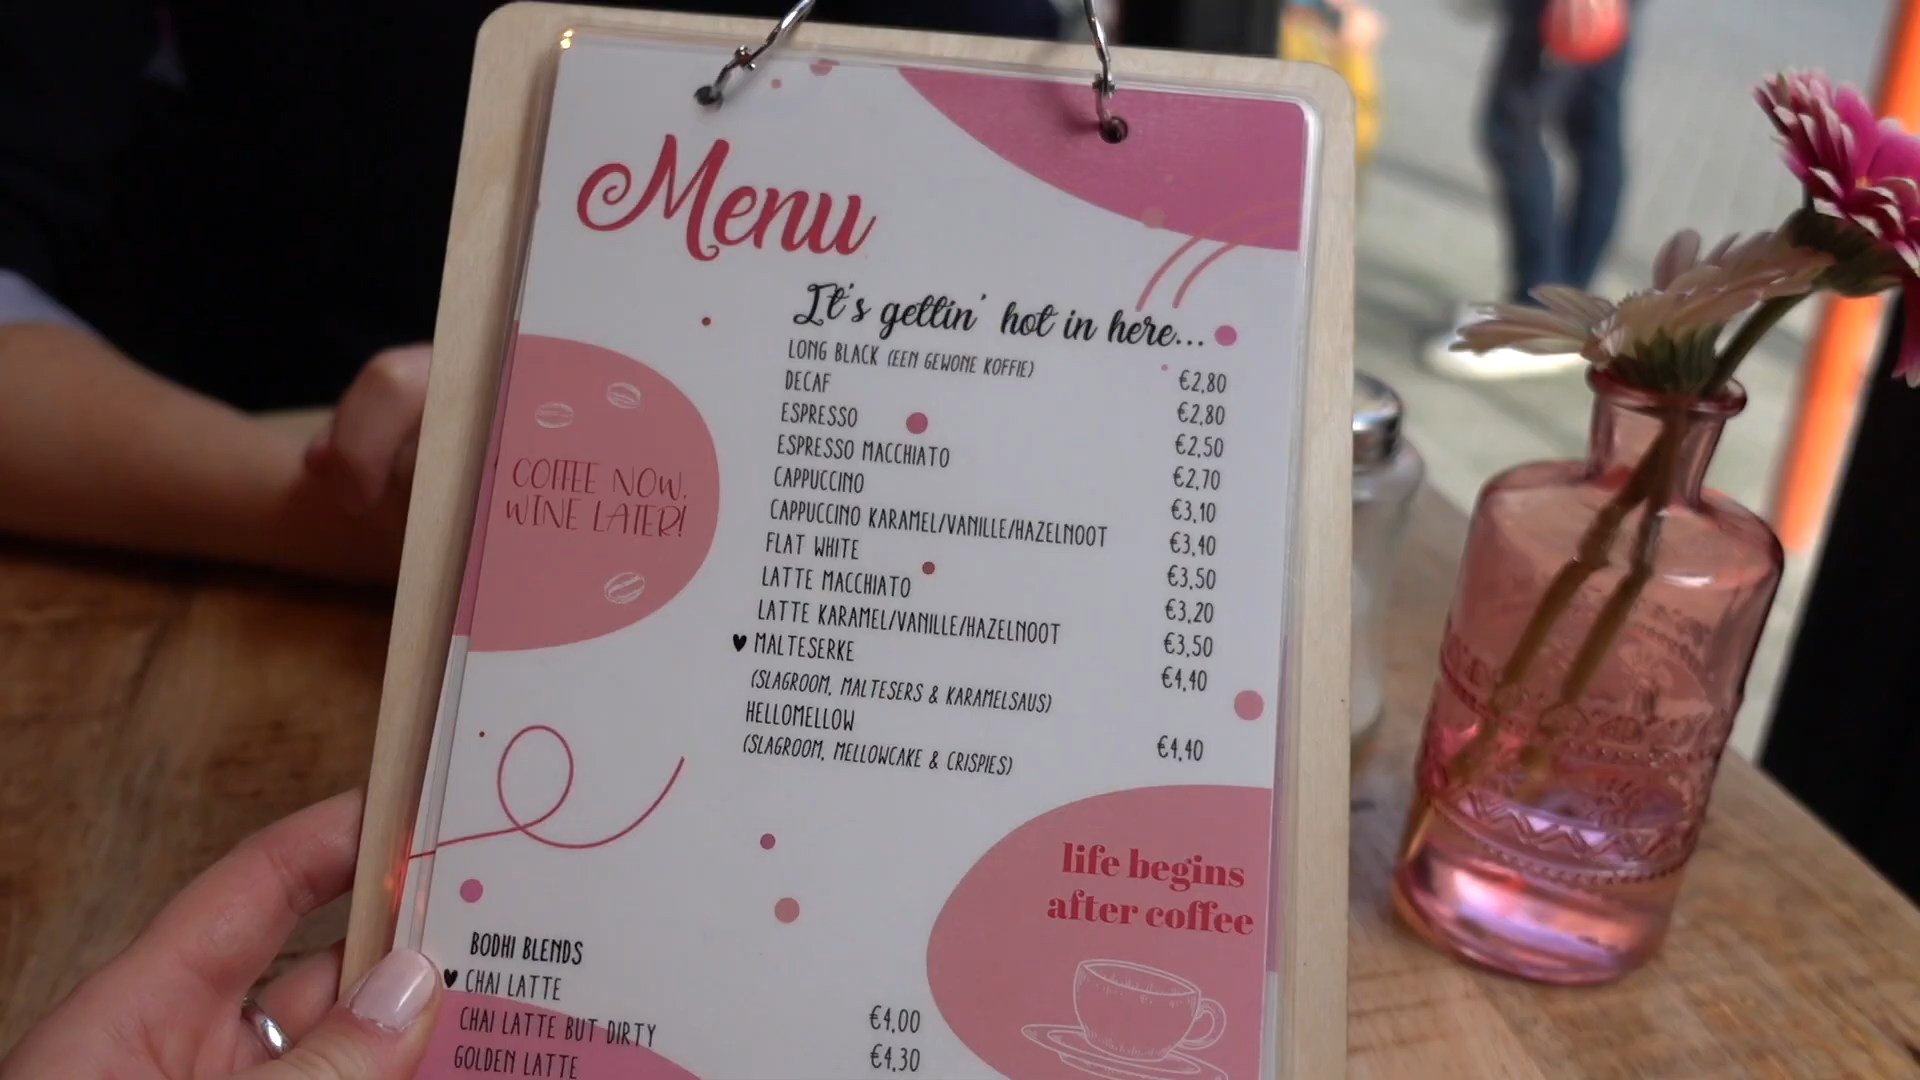 Menu
It's gettin' hot in here...
LONG BLACK (EEN GEWONE KOFFIE) €2,80
DECAF €2,80
ESPRESSO €2,50
ESPRESSO MACCHIATO €2,70
CAPPUCCINO €3,10
CAPPUCCINO KARAMEL/VANILLE/HAZELNOOT €3,40
FLAT WHITE €3,50
LATTE MACCHIATO €3,20
LATTE KARAMEL/VANILLE/HAZELNOOT €3,50
♥ MALTESERKE €4,40
(SLAGROOM, MALTESERS & KARAMELSAUS)
HELLOMELLOW €4,40
(SLAGROOM, MELLOWCAKE & CRISPIES)
COFFEE NOW,
WINE LATER!
life begins
after coffee
BODHI BLENDS
♥ CHAI LATTE €4,00
CHAI LATTE BUT DIRTY €4,30
GOLDEN LATTE